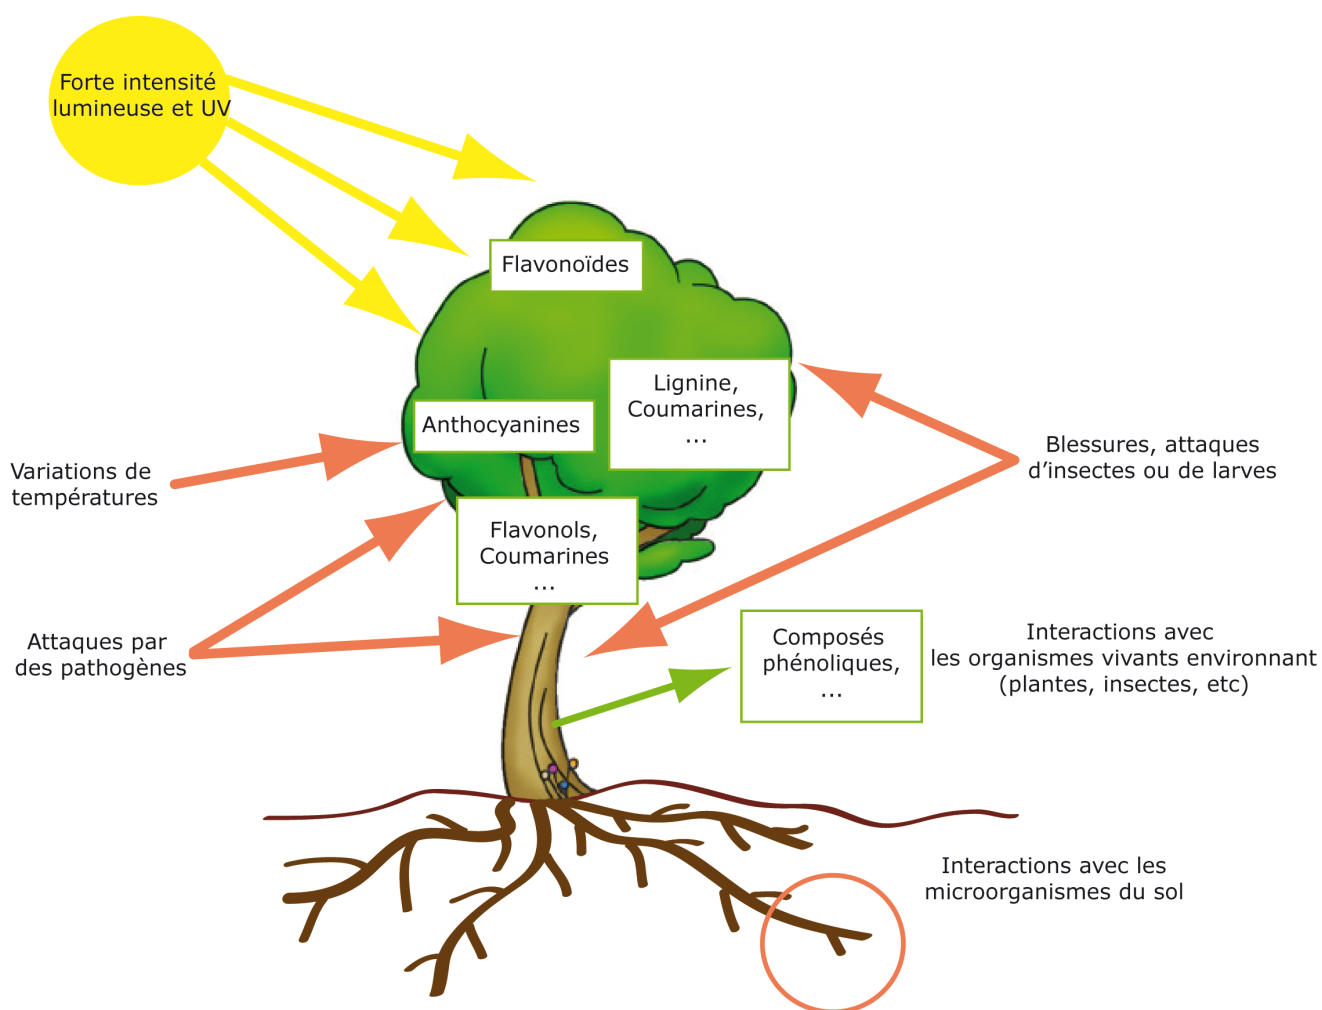 Forte intensité
lumineuse et UV
Flavonoïdes
Lignine,
Coumarines,
...
Anthocyanines
Variations de
températures
Blessures, attaques
d'insectes ou de larves
Flavonols,
Coumarines
...
Attaques par
des pathogènes
Composés
phénoliques,
...
Interactions avec
les organismes vivants environnant
(plantes, insectes, etc)
Interactions avec les
microorganismes du sol